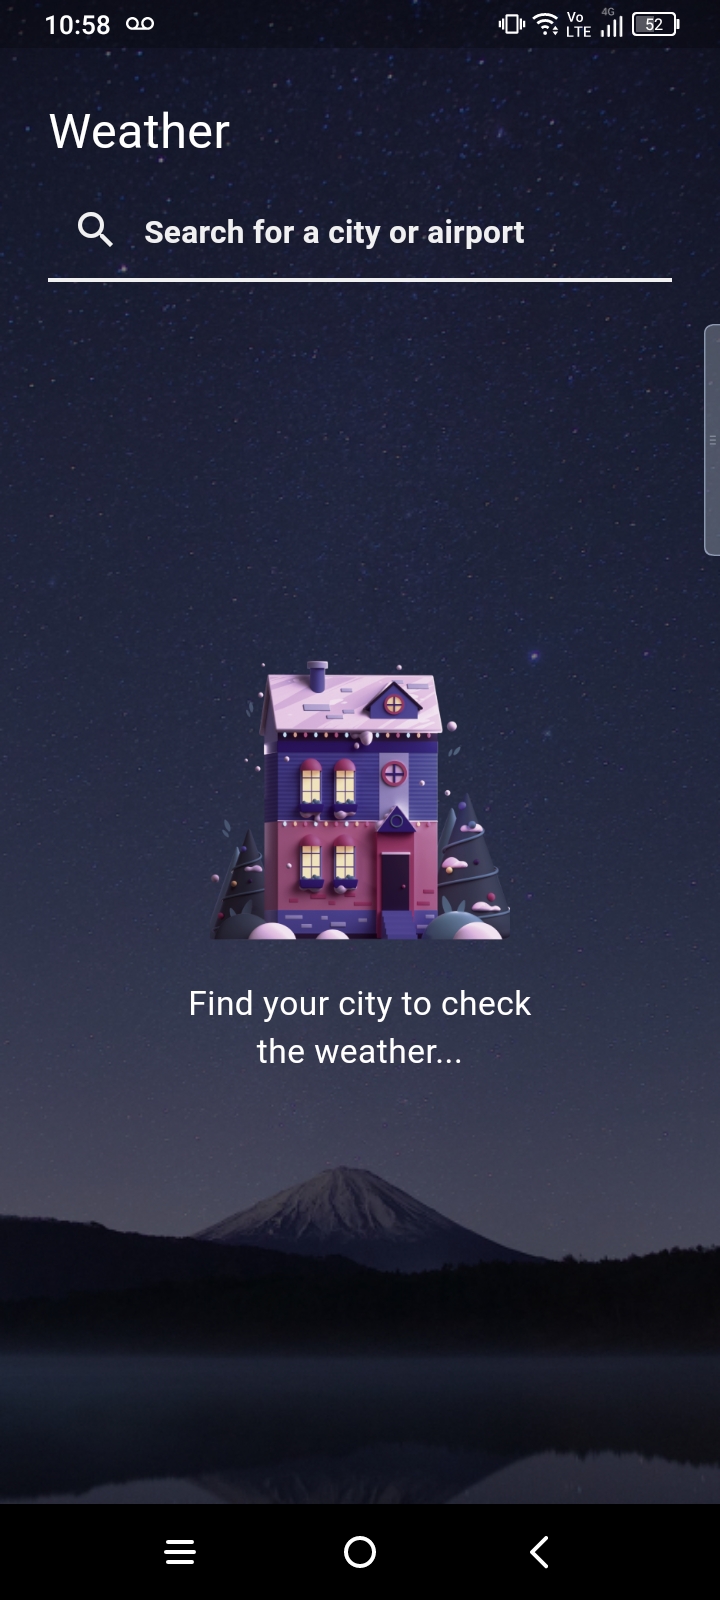 10:58
Vo
LTE
4G
52
Weather
Search for a city or airport
Find your city to check
the weather...